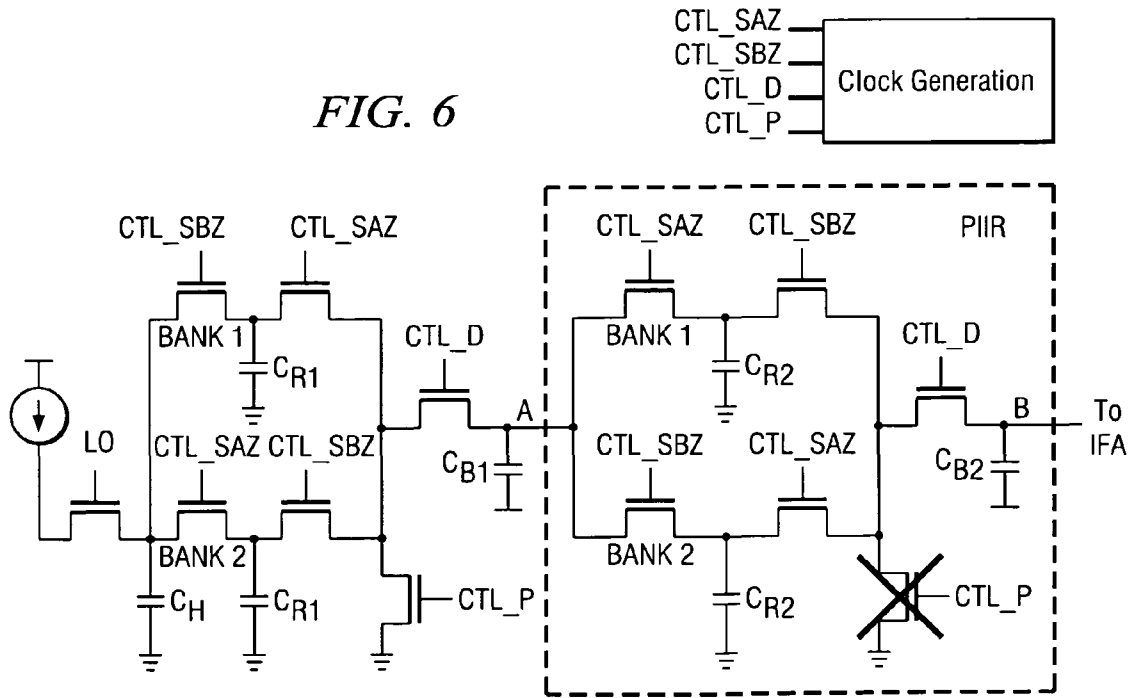 CTL_SAZ
CTL_SBZ
CTL_D
CTL_P
Clock Generation
FIG. 6
CTL_SBZ
CTL_SAZ
BANK 1
CR1
CTL_D
A
CB1
LO
CTL_SAZ
CTL_SBZ
BANK 2
CH
CR1
CTL_P
PIIR
CTL_SAZ
CTL_SBZ
BANK 1
CR2
CTL_D
B
To
IFA
CB2
CTL_SBZ
CTL_SAZ
BANK 2
CR2
CTL_P